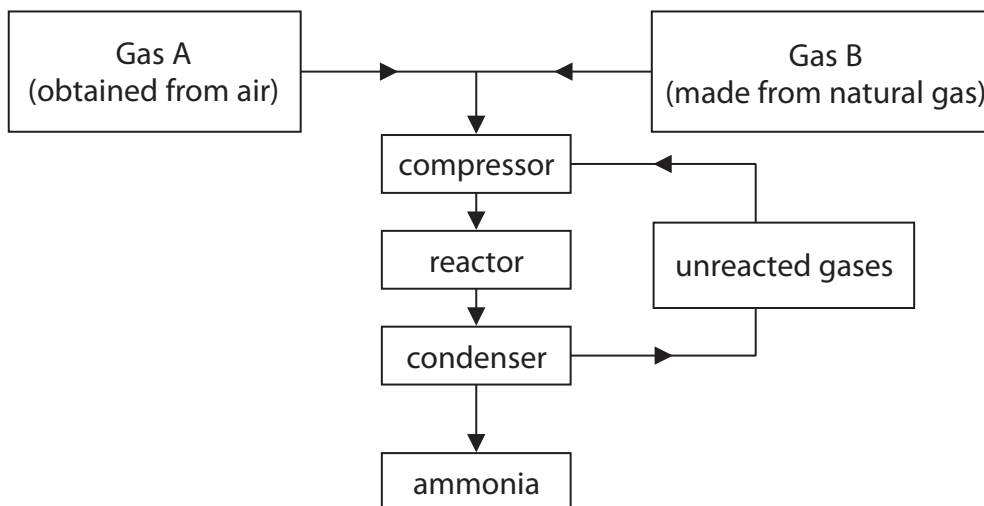 Gas A
(obtained from air)
Gas B
(made from natural gas)
compressor
reactor
unreacted gases
condenser
ammonia